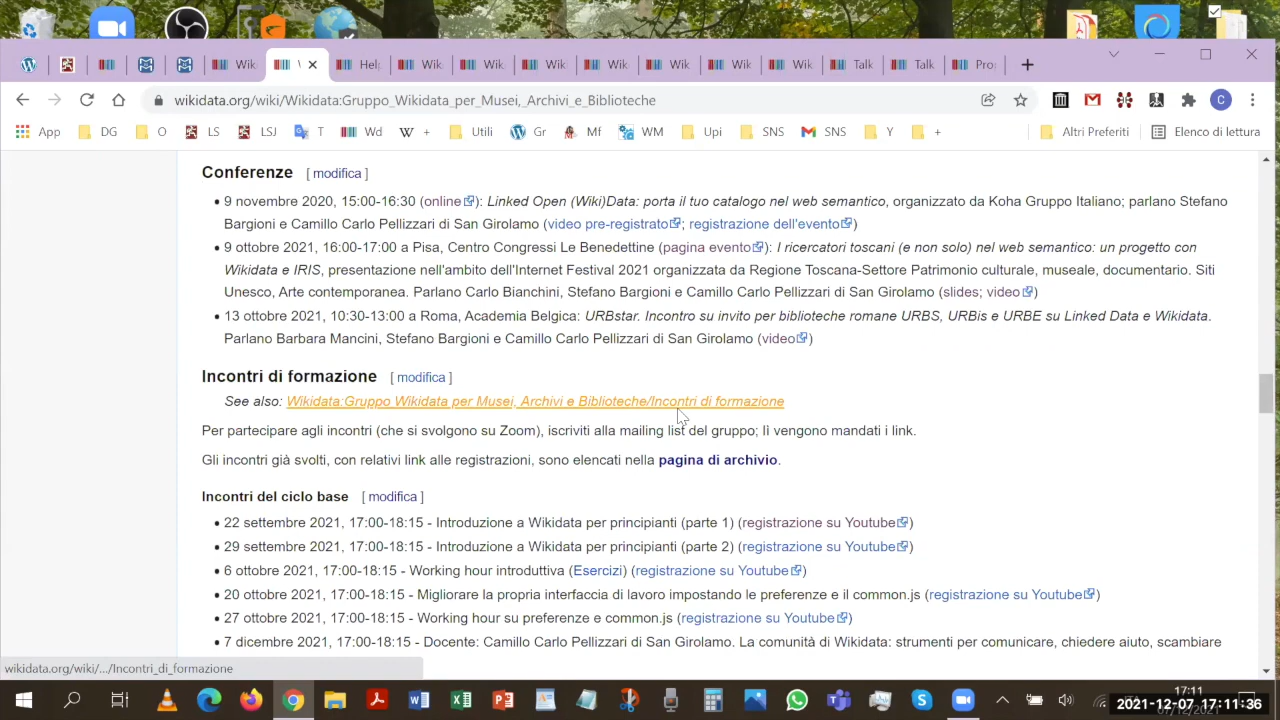 Wik
\
Help
Wik
Wik
Wik
Wik
Wik
Wik
Wik
Talk
Talk
Pro
wikidata.org/wiki/Wikidata:Gruppo_Wikidata_per_Musei,_Archivi_e_Biblioteche
C
App DG O LS LSJ T Wd + Utili Gr Mf WM Upi SNS SNS Y + Altri Preferiti Elenco di lettura
Conferenze [ modifica ]
• 9 novembre 2020, 15:00-16:30 (online): Linked Open (Wiki)Data: porta il tuo catalogo nel web semantico, organizzato da Koha Gruppo Italiano; parlano Stefano
Bargioni e Camillo Carlo Pellizzari di San Girolamo (video pre-registrato; registrazione dell'evento)
• 9 ottobre 2021, 16:00-17:00 a Pisa, Centro Congressi Le Benedettine (pagina evento): I ricercatori toscani (e non solo) nel web semantico: un progetto con
Wikidata e IRIS, presentazione nell'ambito dell'Internet Festival 2021 organizzata da Regione Toscana-Settore Patrimonio culturale, museale, documentario. Siti
Unesco, Arte contemporanea. Parlano Carlo Bianchini, Stefano Bargioni e Camillo Carlo Pellizzari di San Girolamo (slides; video)
• 13 ottobre 2021, 10:30-13:00 a Roma, Academia Belgica: URBstar. Incontro su invito per biblioteche romane URBS, URBis e URBE su Linked Data e Wikidata.
Parlano Barbara Mancini, Stefano Bargioni e Camillo Carlo Pellizzari di San Girolamo (video)
Incontri di formazione [ modifica ]
See also: Wikidata:Gruppo Wikidata per Musei, Archivi e Biblioteche/Incontri di formazione
Per partecipare agli incontri (che si svolgono su Zoom), iscriviti alla mailing list del gruppo; lì vengono mandati i link.
Gli incontri già svolti, con relativi link alle registrazioni, sono elencati nella pagina di archivio.
Incontri del ciclo base [ modifica ]
• 22 settembre 2021, 17:00-18:15 - Introduzione a Wikidata per principianti (parte 1) (registrazione su Youtube)
• 29 settembre 2021, 17:00-18:15 - Introduzione a Wikidata per principianti (parte 2) (registrazione su Youtube)
• 6 ottobre 2021, 17:00-18:15 - Working hour introduttiva (Esercizi) (registrazione su Youtube)
• 20 ottobre 2021, 17:00-18:15 - Migliorare la propria interfaccia di lavoro impostando le preferenze e il common.js (registrazione su Youtube)
• 27 ottobre 2021, 17:00-18:15 - Working hour su preferenze e common.js (registrazione su Youtube)
• 7 dicembre 2021, 17:00-18:15 - Docente: Camillo Carlo Pellizzari di San Girolamo. La comunità di Wikidata: strumenti per comunicare, chiedere aiuto, scambiare
wikidata.org/wiki/.../Incontri_di_formazione
17:11
2021-12-07 17:11:36